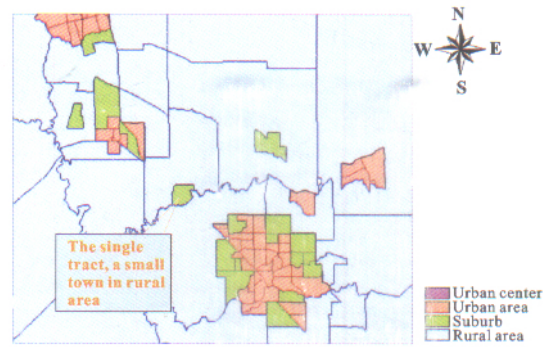 N
W E
S
The single
tract, a small
town in rural
area
Urban center
Urban area
Suburb
Rural area